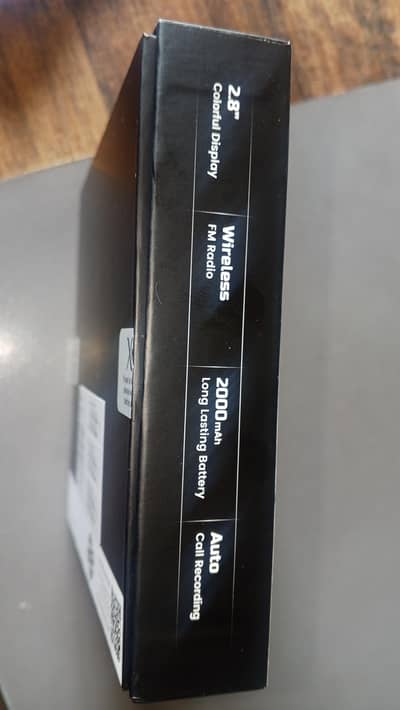 2.8"
Colorful Display
Wireless
FM Radio
2000mAh
Long Lasting Battery
Auto
Call Recording